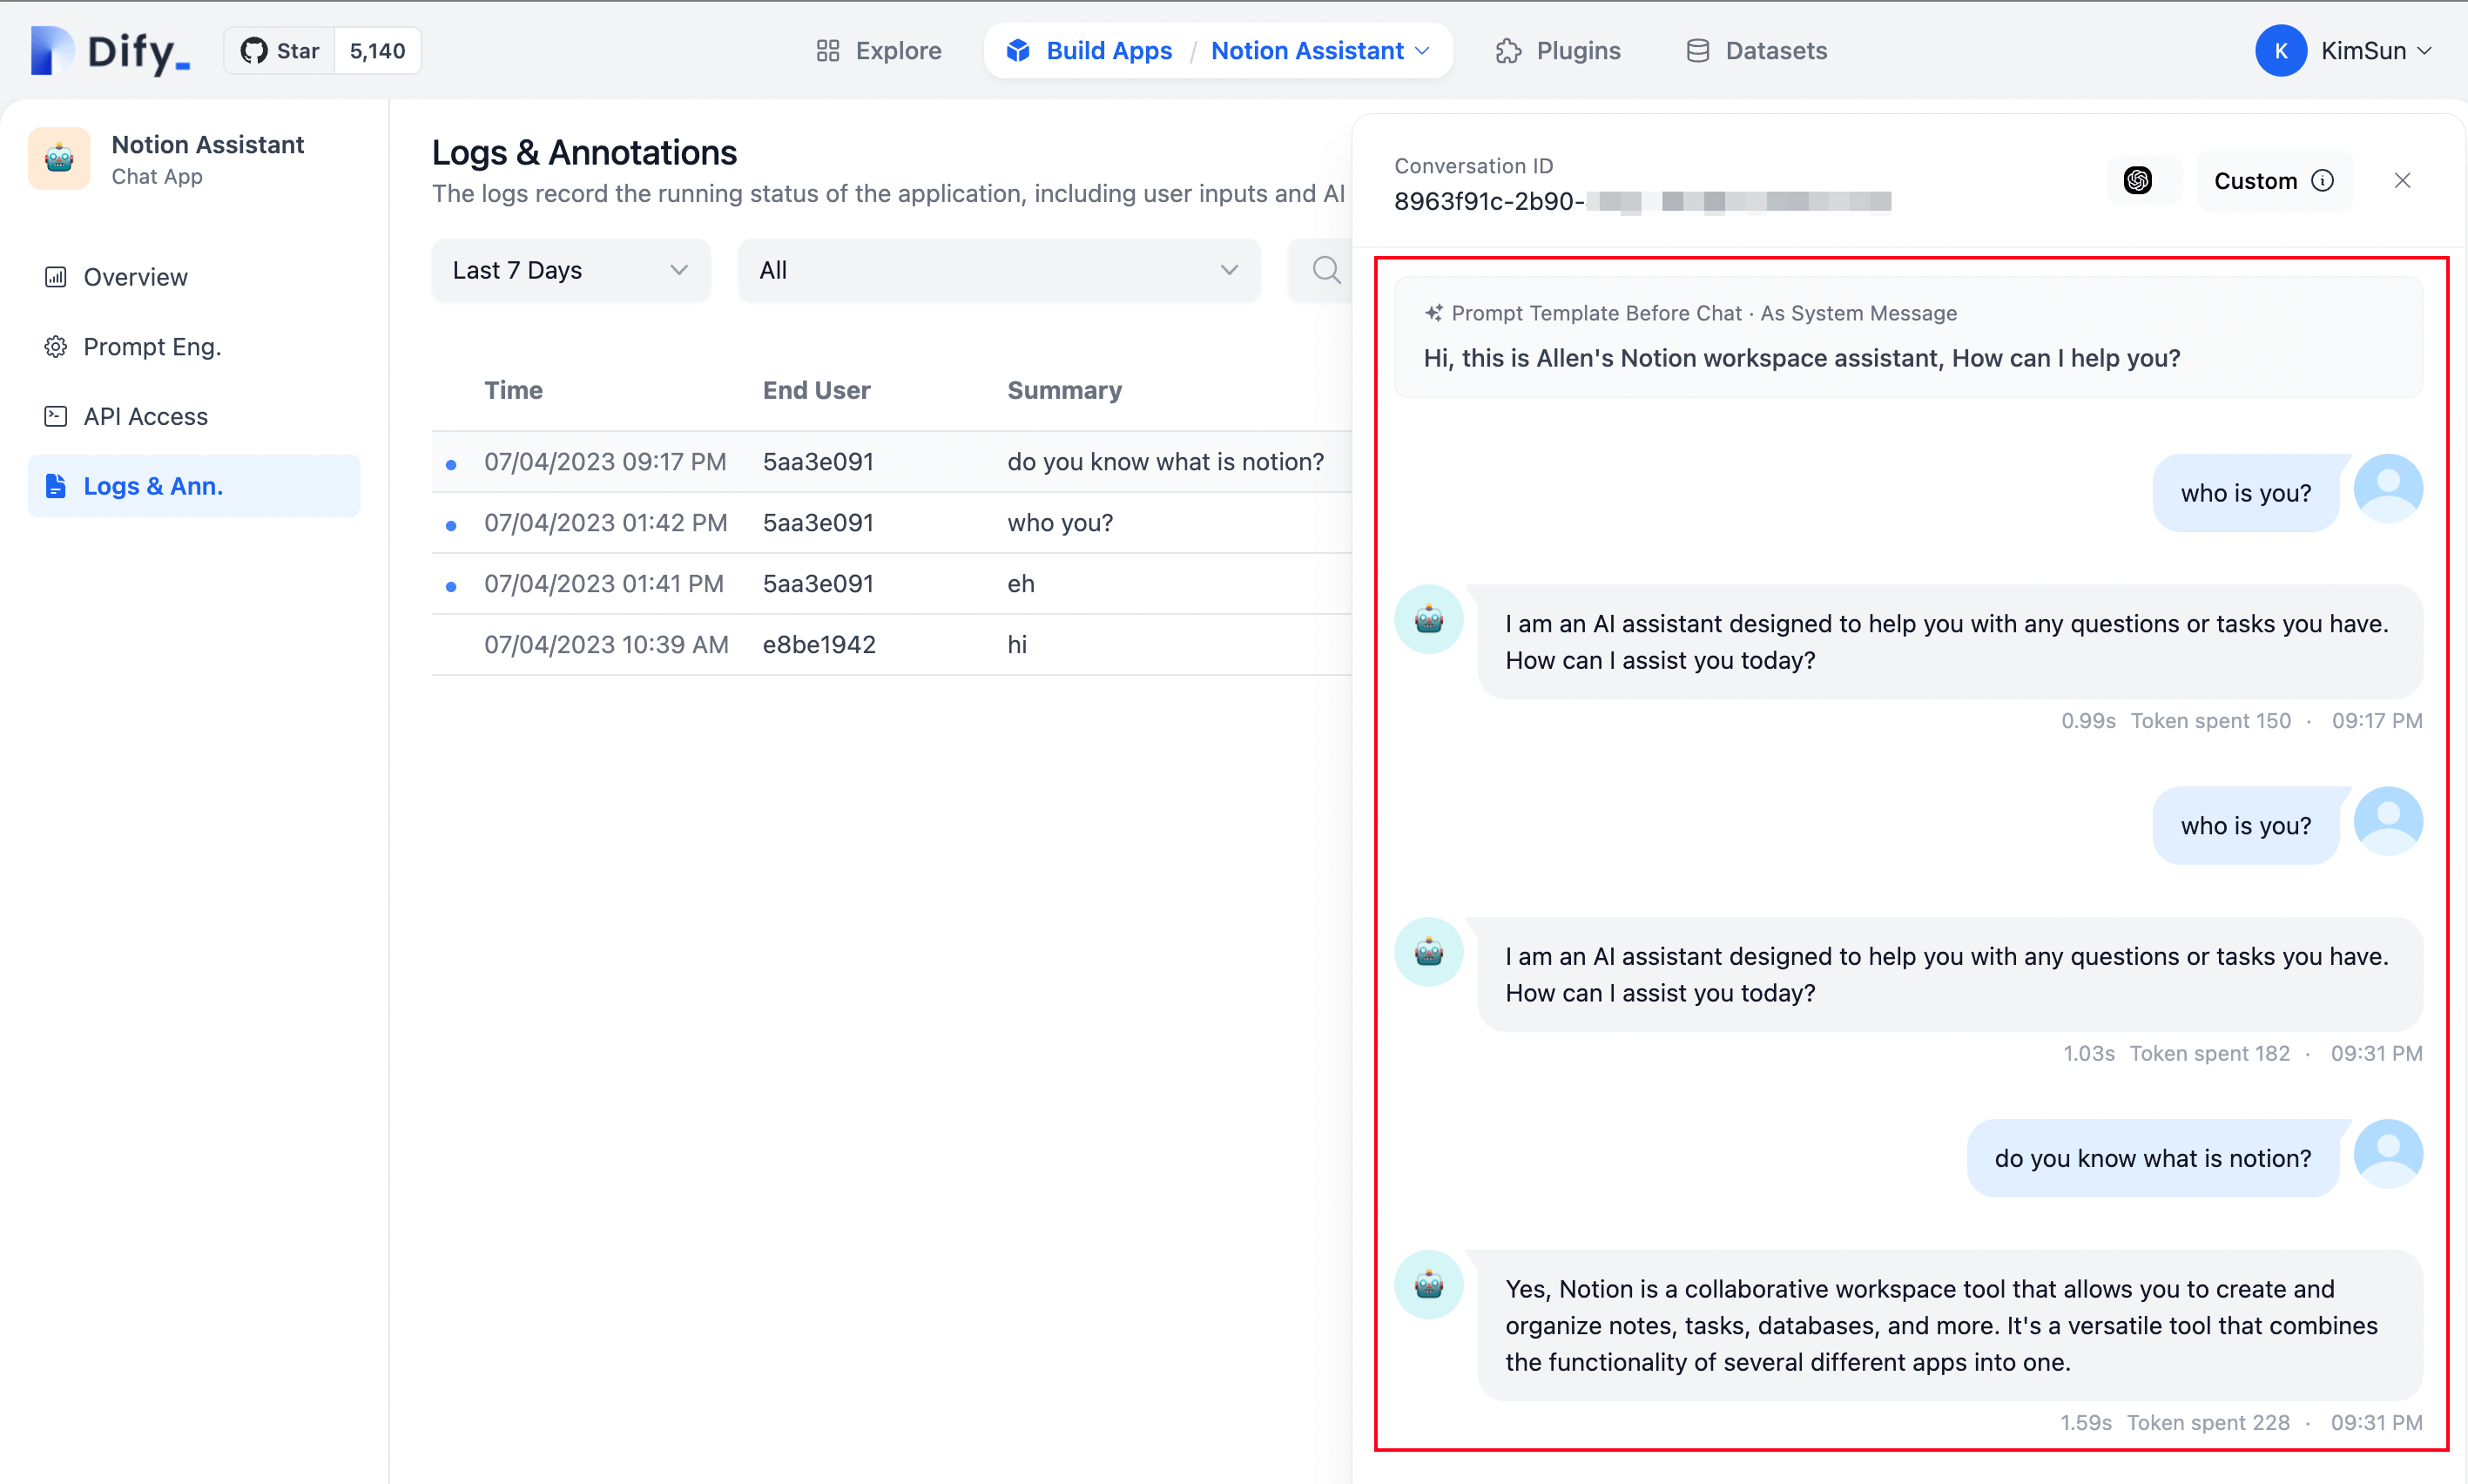 Dify_
Star 5,140
Explore
Build Apps / Notion Assistant
Plugins
Datasets
K KimSun
Notion Assistant
Chat App
Overview
Prompt Eng.
API Access
Logs & Ann.
Logs & Annotations
The logs record the running status of the application, including user inputs and AI
Last 7 Days
All
Time End User Summary
07/04/2023 09:17 PM 5aa3e091 do you know what is notion?
07/04/2023 01:42 PM 5aa3e091 who you?
07/04/2023 01:41 PM 5aa3e091 eh
07/04/2023 10:39 AM e8be1942 hi
Conversation ID
8963f91c-2b90-
Custom
Prompt Template Before Chat · As System Message
Hi, this is Allen's Notion workspace assistant, How can I help you?
who is you?
I am an AI assistant designed to help you with any questions or tasks you have.
How can I assist you today?
0.99s Token spent 150 · 09:17 PM
who is you?
I am an AI assistant designed to help you with any questions or tasks you have.
How can I assist you today?
1.03s Token spent 182 · 09:31 PM
do you know what is notion?
Yes, Notion is a collaborative workspace tool that allows you to create and
organize notes, tasks, databases, and more. It's a versatile tool that combines
the functionality of several different apps into one.
1.59s Token spent 228 · 09:31 PM